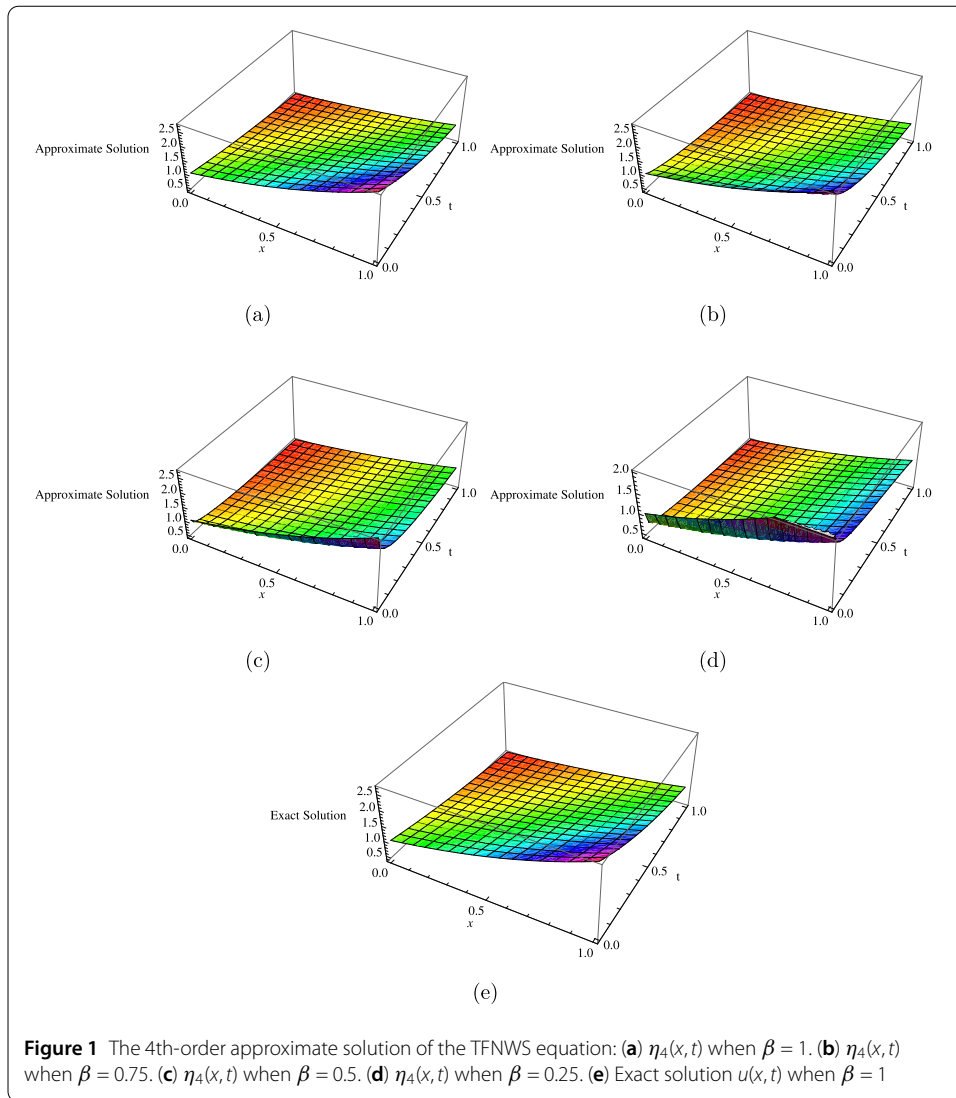 2.5
2.0
Approximate Solution
1.5
1.0
0.5
0.0
0.5
x
1.0
0.0
0.5
t
1.0
(a)
2.5
2.0
Approximate Solution
1.5
1.0
0.5
0.0
0.5
x
1.0
0.0
0.5
t
1.0
(b)
2.5
2.0
Approximate Solution
1.5
1.0
0.5
0.0
0.5
x
1.0
0.0
0.5
t
1.0
(c)
2.0
Approximate Solution
1.5
1.0
0.5
0.0
0.5
x
1.0
0.0
0.5
t
1.0
(d)
2.5
2.0
Exact Solution
1.5
1.0
0.5
0.0
0.5
x
1.0
0.0
0.5
t
1.0
(e)
Figure 1 The 4th-order approximate solution of the TFNWS equation: (a) η₄(x, t) when β = 1. (b) η₄(x, t)
when β = 0.75. (c) η₄(x, t) when β = 0.5. (d) η₄(x, t) when β = 0.25. (e) Exact solution u(x, t) when β = 1